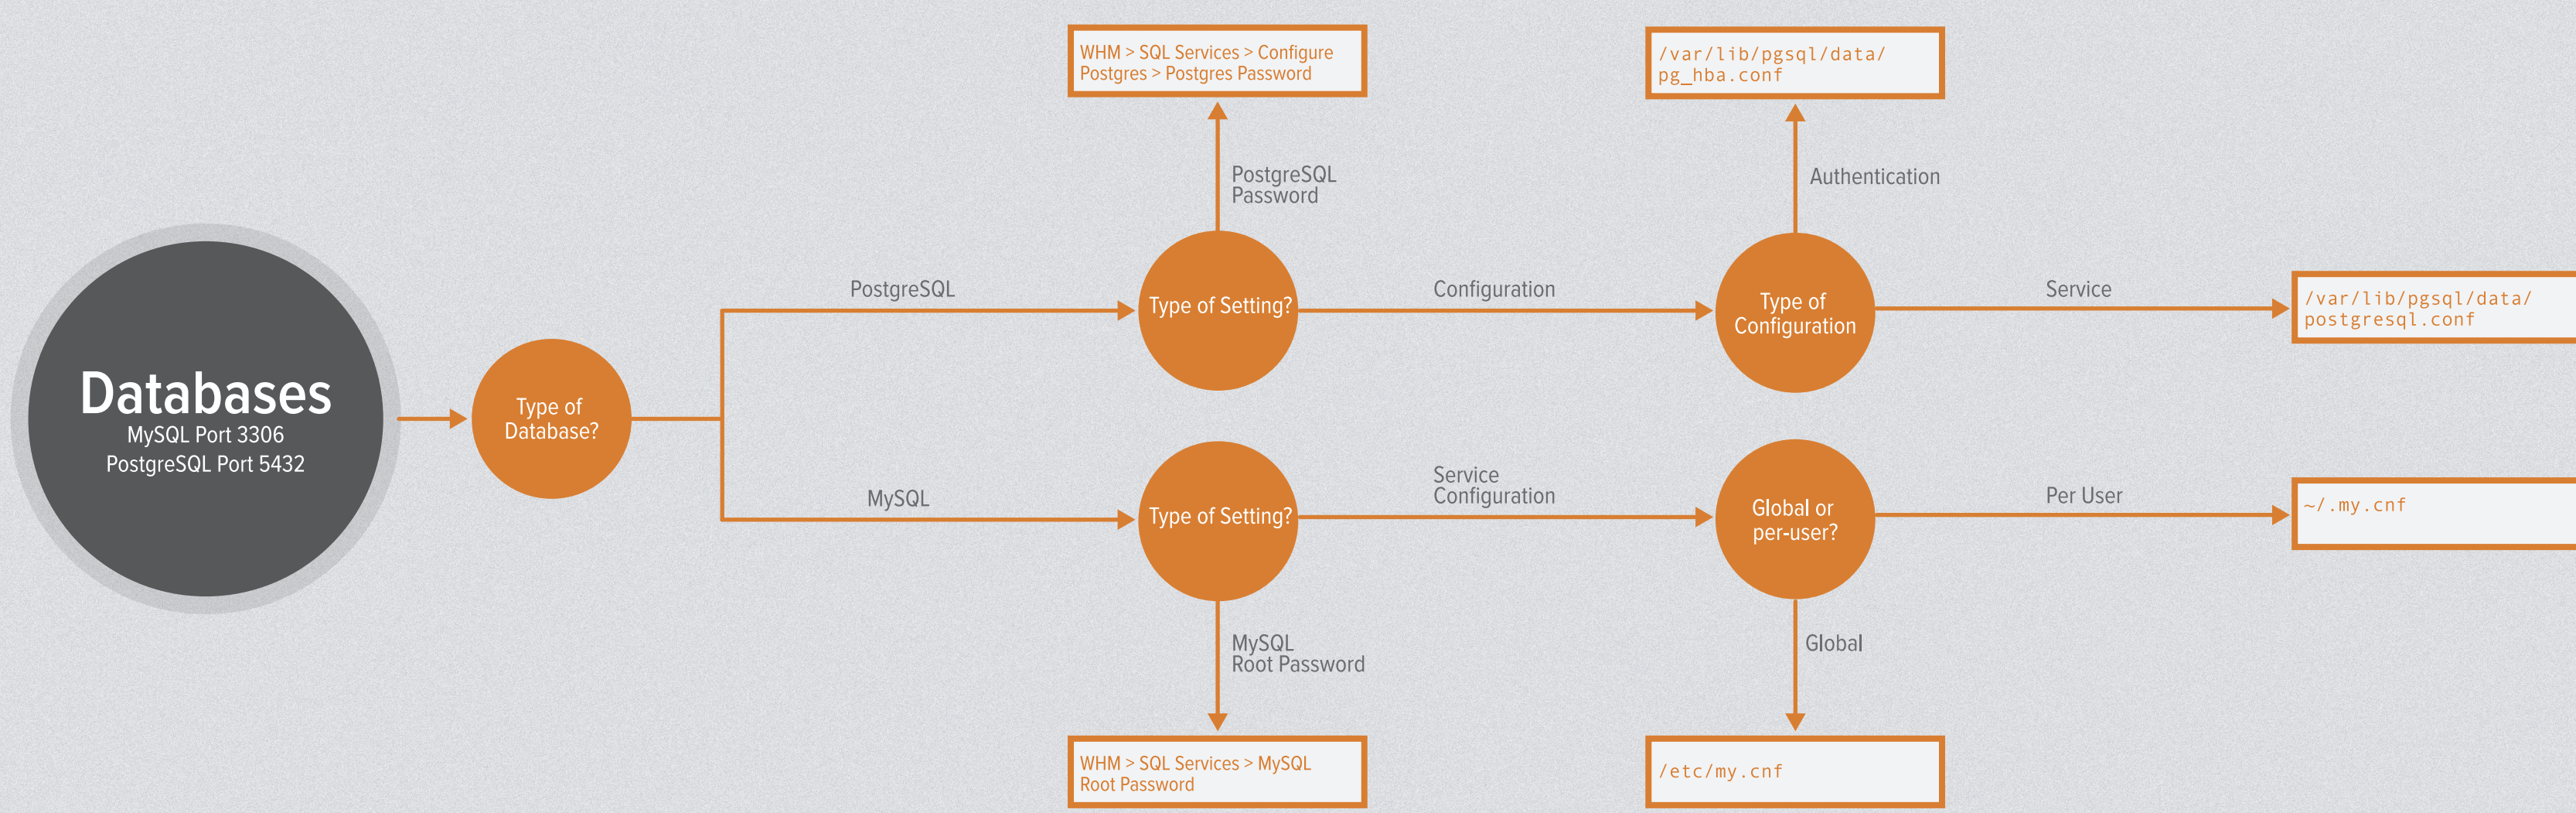 WHM > SQL Services > Configure
Postgres > Postgres Password
/var/lib/pgsql/data/
pg_hba.conf
PostgreSQL
Password
Authentication
PostgreSQL
Type of Setting?
Configuration
Type of
Configuration
Service
/var/lib/pgsql/data/
postgresql.conf
Databases
MySQL Port 3306
PostgreSQL Port 5432
Type of
Database?
MySQL
Type of Setting?
Service
Configuration
Global or
per-user?
Per User
~/.my.cnf
MySQL
Root Password
Global
WHM > SQL Services > MySQL
Root Password
/etc/my.cnf